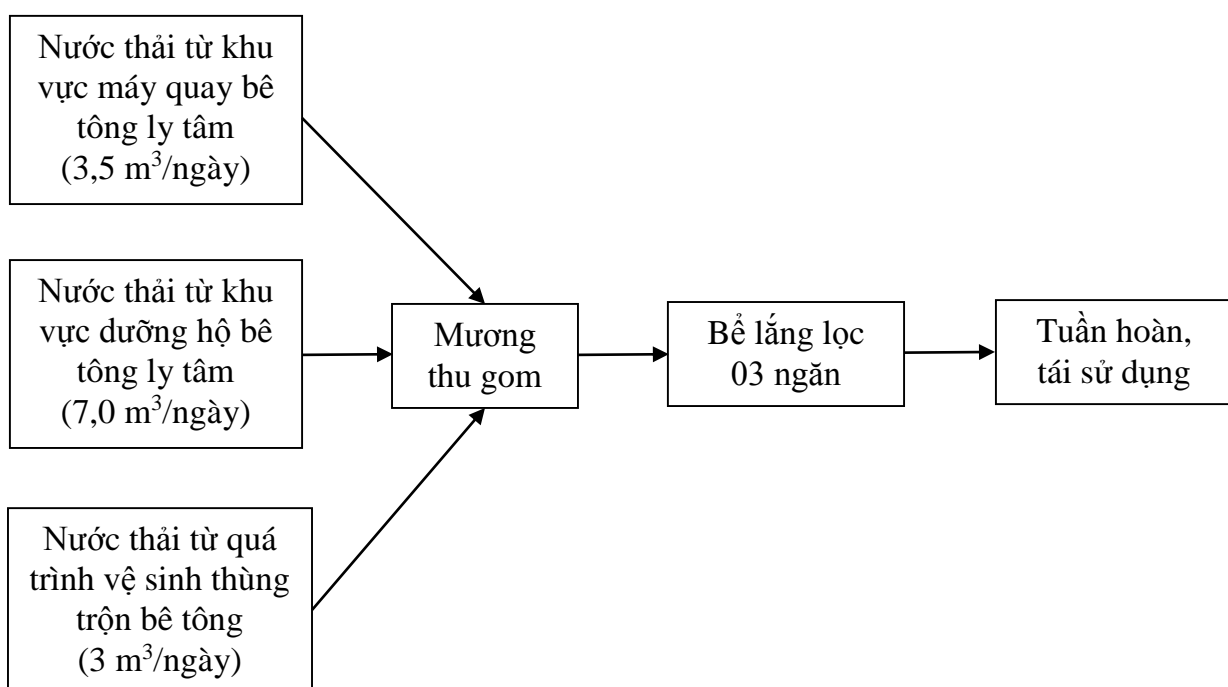 Nước thải từ khu
vực máy quay bê
tông ly tâm
(3,5 m³/ngày)
Nước thải từ khu
vực dưỡng hộ bê
tông ly tâm
(7,0 m³/ngày)
Mương
thu gom
Bể lắng lọc
03 ngăn
Tuần hoàn,
tái sử dụng
Nước thải từ quá
trình vệ sinh thùng
trộn bê tông
(3 m³/ngày)